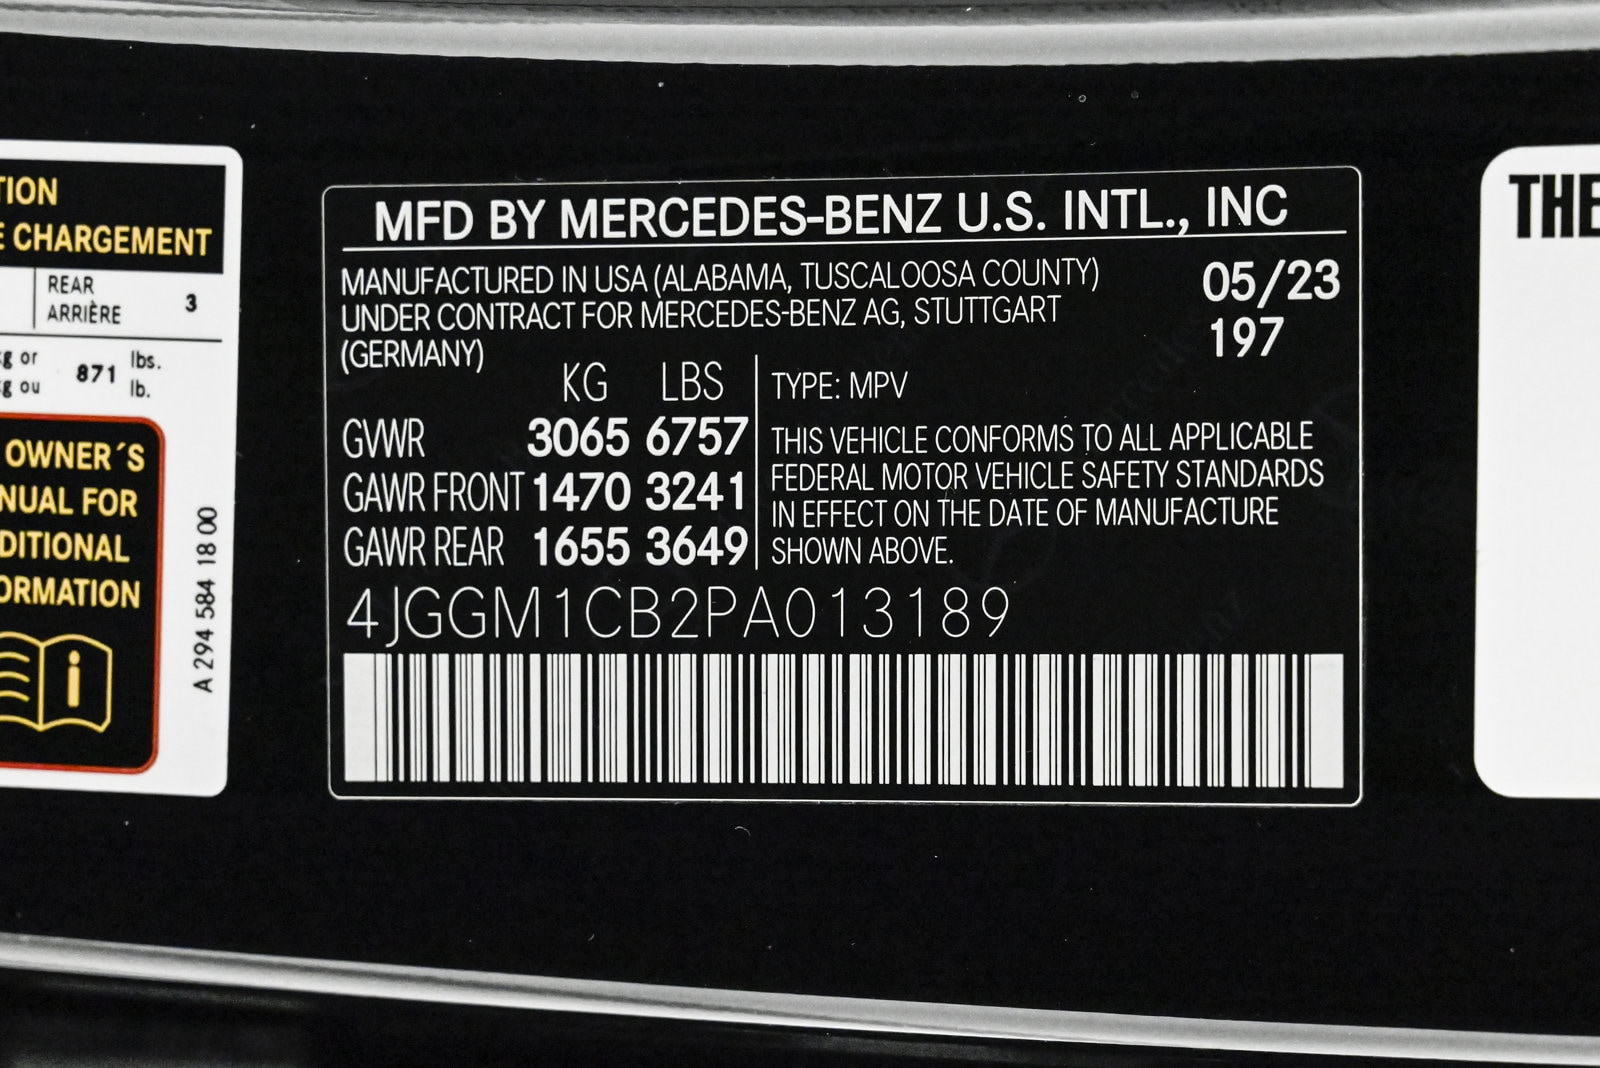 TION
E CHARGEMENT
REAR
ARRIÈRE 3
kg or
kg ou 871 lbs.
lb.
OWNER´S
NUAL FOR
DITIONAL
ORMATION
A 294 584 18 00
MFD BY MERCEDES-BENZ U.S. INTL., INC
MANUFACTURED IN USA (ALABAMA, TUSCALOOSA COUNTY)
UNDER CONTRACT FOR MERCEDES-BENZ AG, STUTTGART
(GERMANY)
05/23
197
KG LBS
GVWR 3065 6757
GAWR FRONT 1470 3241
GAWR REAR 1655 3649
TYPE: MPV
THIS VEHICLE CONFORMS TO ALL APPLICABLE
FEDERAL MOTOR VEHICLE SAFETY STANDARDS
IN EFFECT ON THE DATE OF MANUFACTURE
SHOWN ABOVE.
4JGGM1CB2PA013189
THE